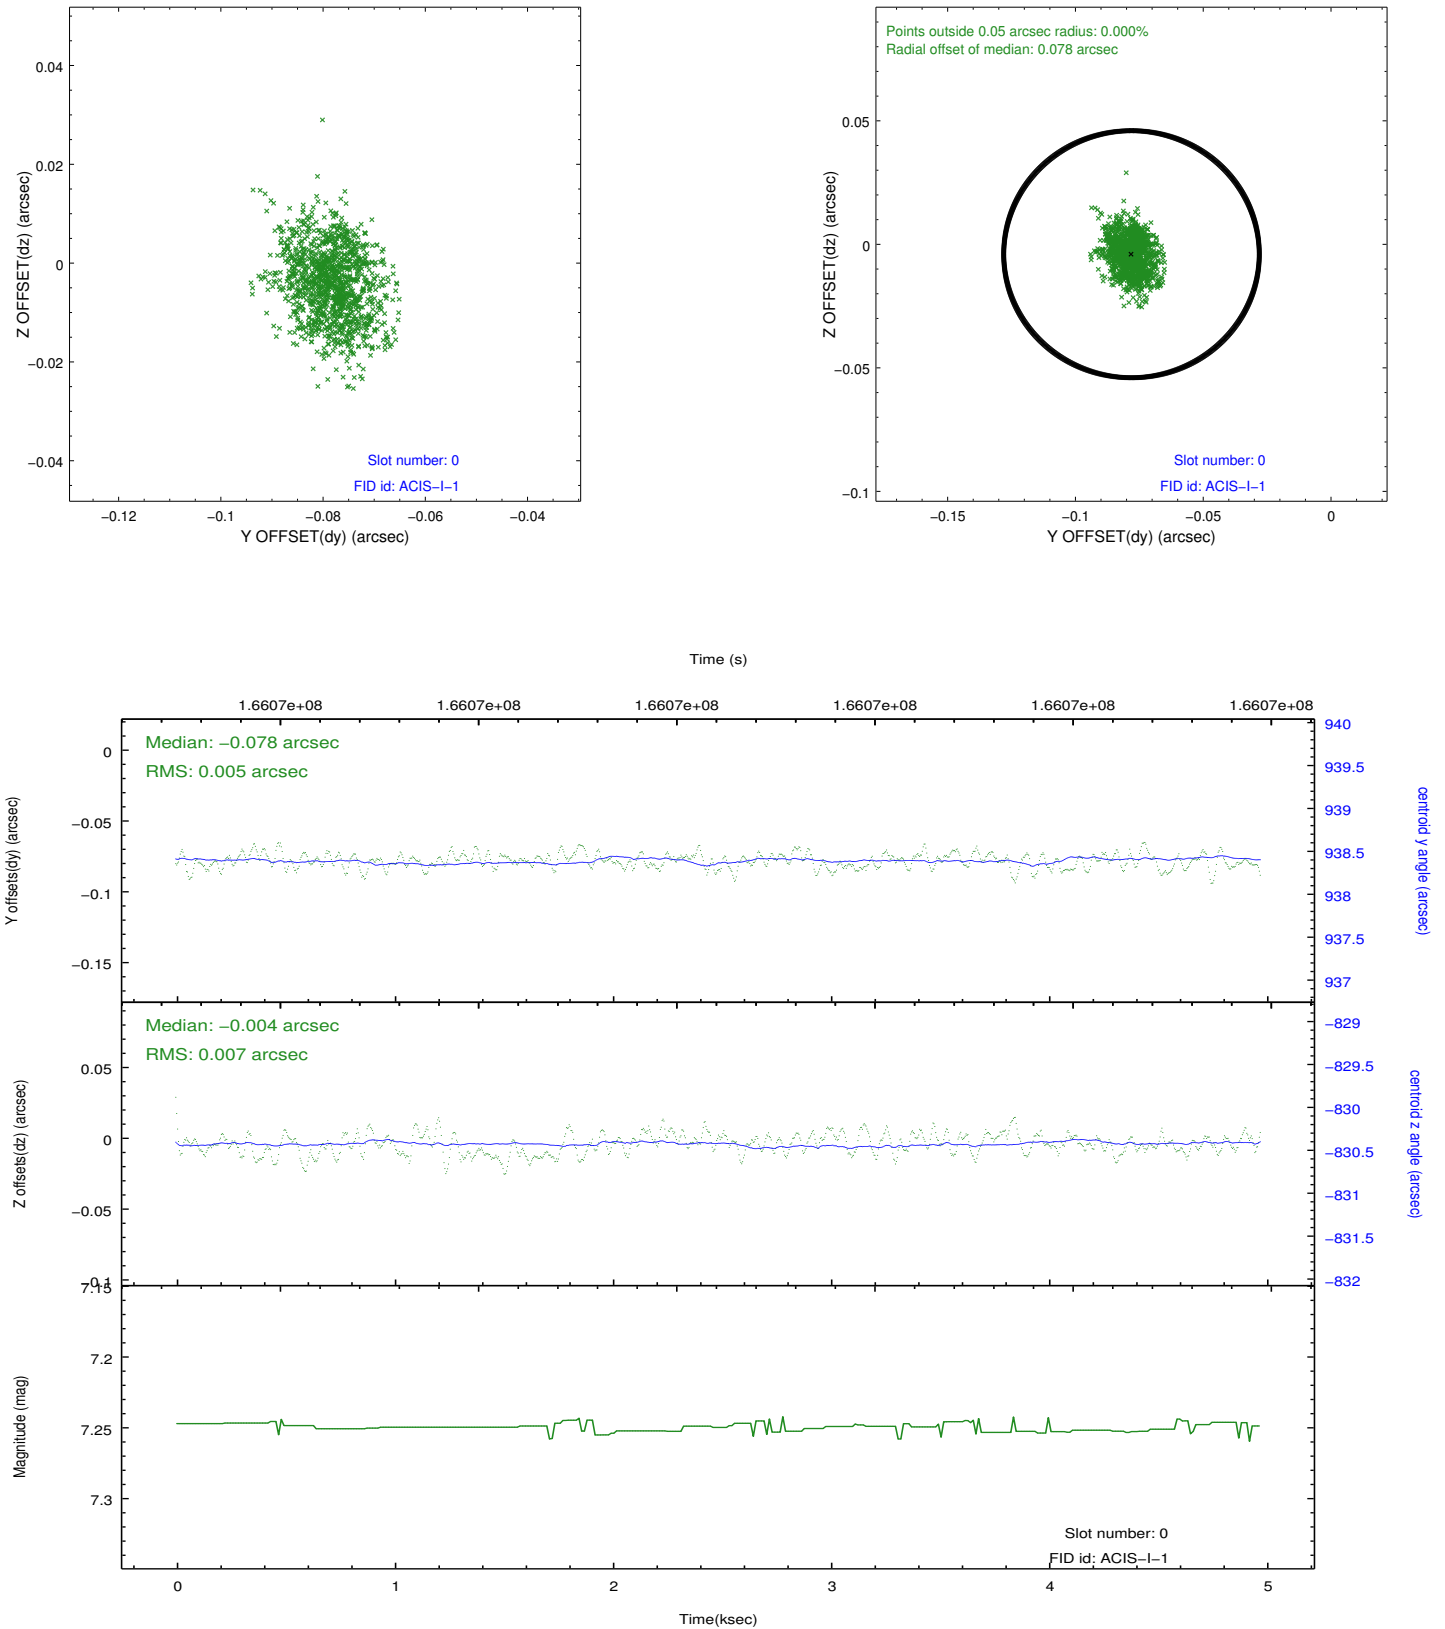 0.04
0.02
0
−0.02
−0.04
Z OFFSET(dz) (arcsec)
Slot number: 0
FID id: ACIS−I−1
−0.12
−0.1
−0.08
−0.06
−0.04
Y OFFSET(dy) (arcsec)
Points outside 0.05 arcsec radius: 0.000%
Radial offset of median: 0.078 arcsec
0.05
0
−0.05
−0.1
Z OFFSET(dz) (arcsec)
Slot number: 0
FID id: ACIS−I−1
−0.15
−0.1
−0.05
0
Y OFFSET(dy) (arcsec)
Time (s)
1.6607e+08
1.6607e+08
1.6607e+08
1.6607e+08
1.6607e+08
1.6607e+08
Median: −0.078 arcsec
RMS: 0.005 arcsec
0
−0.05
−0.1
−0.15
Y offsets(dy) (arcsec)
940
939.5
939
938.5
938
937.5
937
centroid y angle (arcsec)
Median: −0.004 arcsec
RMS: 0.007 arcsec
0.05
0
−0.05
−0.1
Z offsets(dz) (arcsec)
−829
−829.5
−830
−830.5
−831
−831.5
−832
centroid z angle (arcsec)
7.15
7.2
7.25
7.3
Magnitude (mag)
Slot number: 0
FID id: ACIS−I−1
0
1
2
3
4
5
Time(ksec)